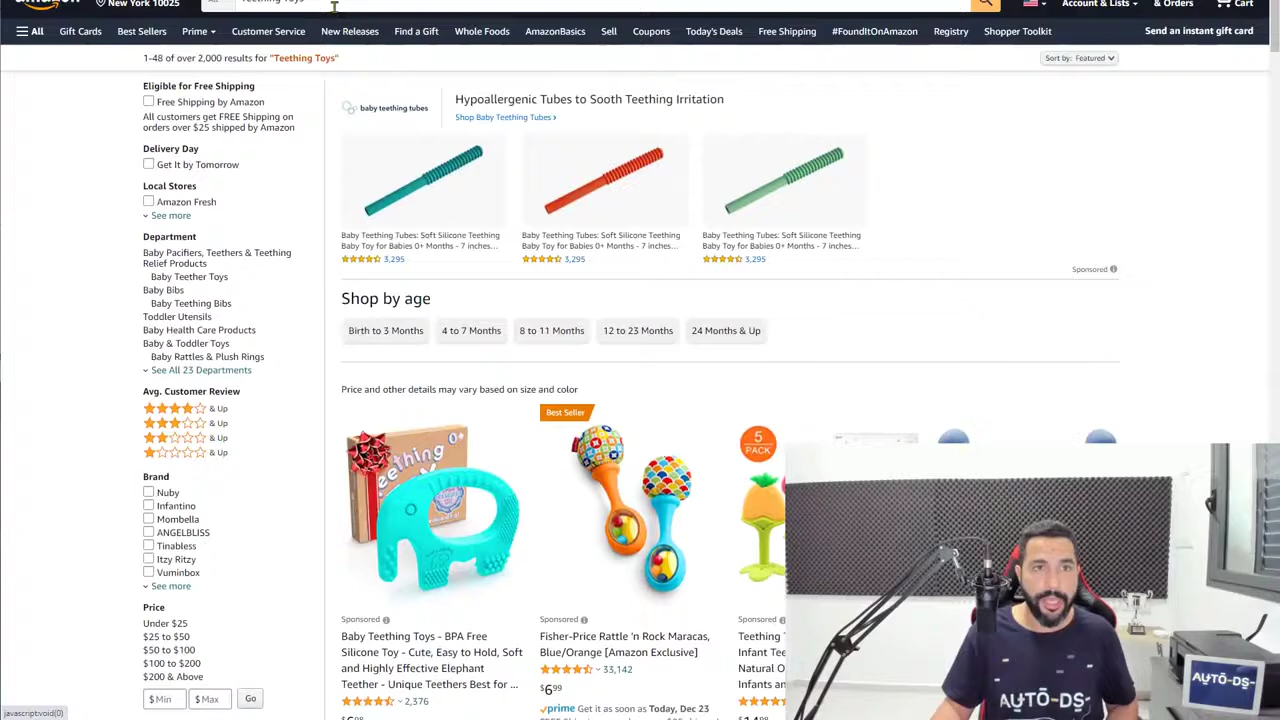 New York 10025
Teething Toys
Account & Lists
& Orders
Cart
All
Gift Cards
Best Sellers
Prime
Customer Service
New Releases
Find a Gift
Whole Foods
AmazonBasics
Sell
Coupons
Today's Deals
Free Shipping
#FoundItOnAmazon
Registry
Shopper Toolkit
Send an instant gift card
1-48 of over 2,000 results for "Teething Toys"
Sort by: Featured
Eligible for Free Shipping
Free Shipping by Amazon
All customers get FREE Shipping on
orders over $25 shipped by Amazon
Delivery Day
Get It by Tomorrow
Local Stores
Amazon Fresh
See more
Department
Baby Pacifiers, Teethers & Teething
Relief Products
Baby Teether Toys
Baby Bibs
Baby Teething Bibs
Toddler Utensils
Baby Health Care Products
Baby & Toddler Toys
Baby Rattles & Plush Rings
See All 23 Departments
Avg. Customer Review
& Up
& Up
& Up
& Up
Brand
Nuby
Infantino
Mombella
ANGELBLISS
Tinabless
Itzy Ritzy
Vuminbox
See more
Price
Under $25
$25 to $50
$50 to $100
$100 to $200
$200 & Above
$ Min
$ Max
Go
javascript:void(0)
baby teething tubes
Hypoallergenic Tubes to Sooth Teething Irritation
Shop Baby Teething Tubes ›
Baby Teething Tubes: Soft Silicone Teething
Baby Toy for Babies 0+ Months - 7 inches...
3,295
Baby Teething Tubes: Soft Silicone Teething
Baby Toy for Babies 0+ Months - 7 inches...
3,295
Baby Teething Tubes: Soft Silicone Teething
Baby Toy for Babies 0+ Months - 7 inches...
3,295
Sponsored
Shop by age
Birth to 3 Months
4 to 7 Months
8 to 11 Months
12 to 23 Months
24 Months & Up
Price and other details may vary based on size and color
0+
teething
Sponsored
Baby Teething Toys - BPA Free
Silicone Toy - Cute, Easy to Hold, Soft
and Highly Effective Elephant
Teether - Unique Teethers Best for ...
2,376
Best Seller
Sponsored
Fisher-Price Rattle 'n Rock Maracas,
Blue/Orange [Amazon Exclusive]
33,142
$6.99
prime Get it as soon as Today, Dec 23
5
PACK
Sponsored
Teething
Infant Tee
Natural O
Infants an
AUTO-DS
AUTO-DS